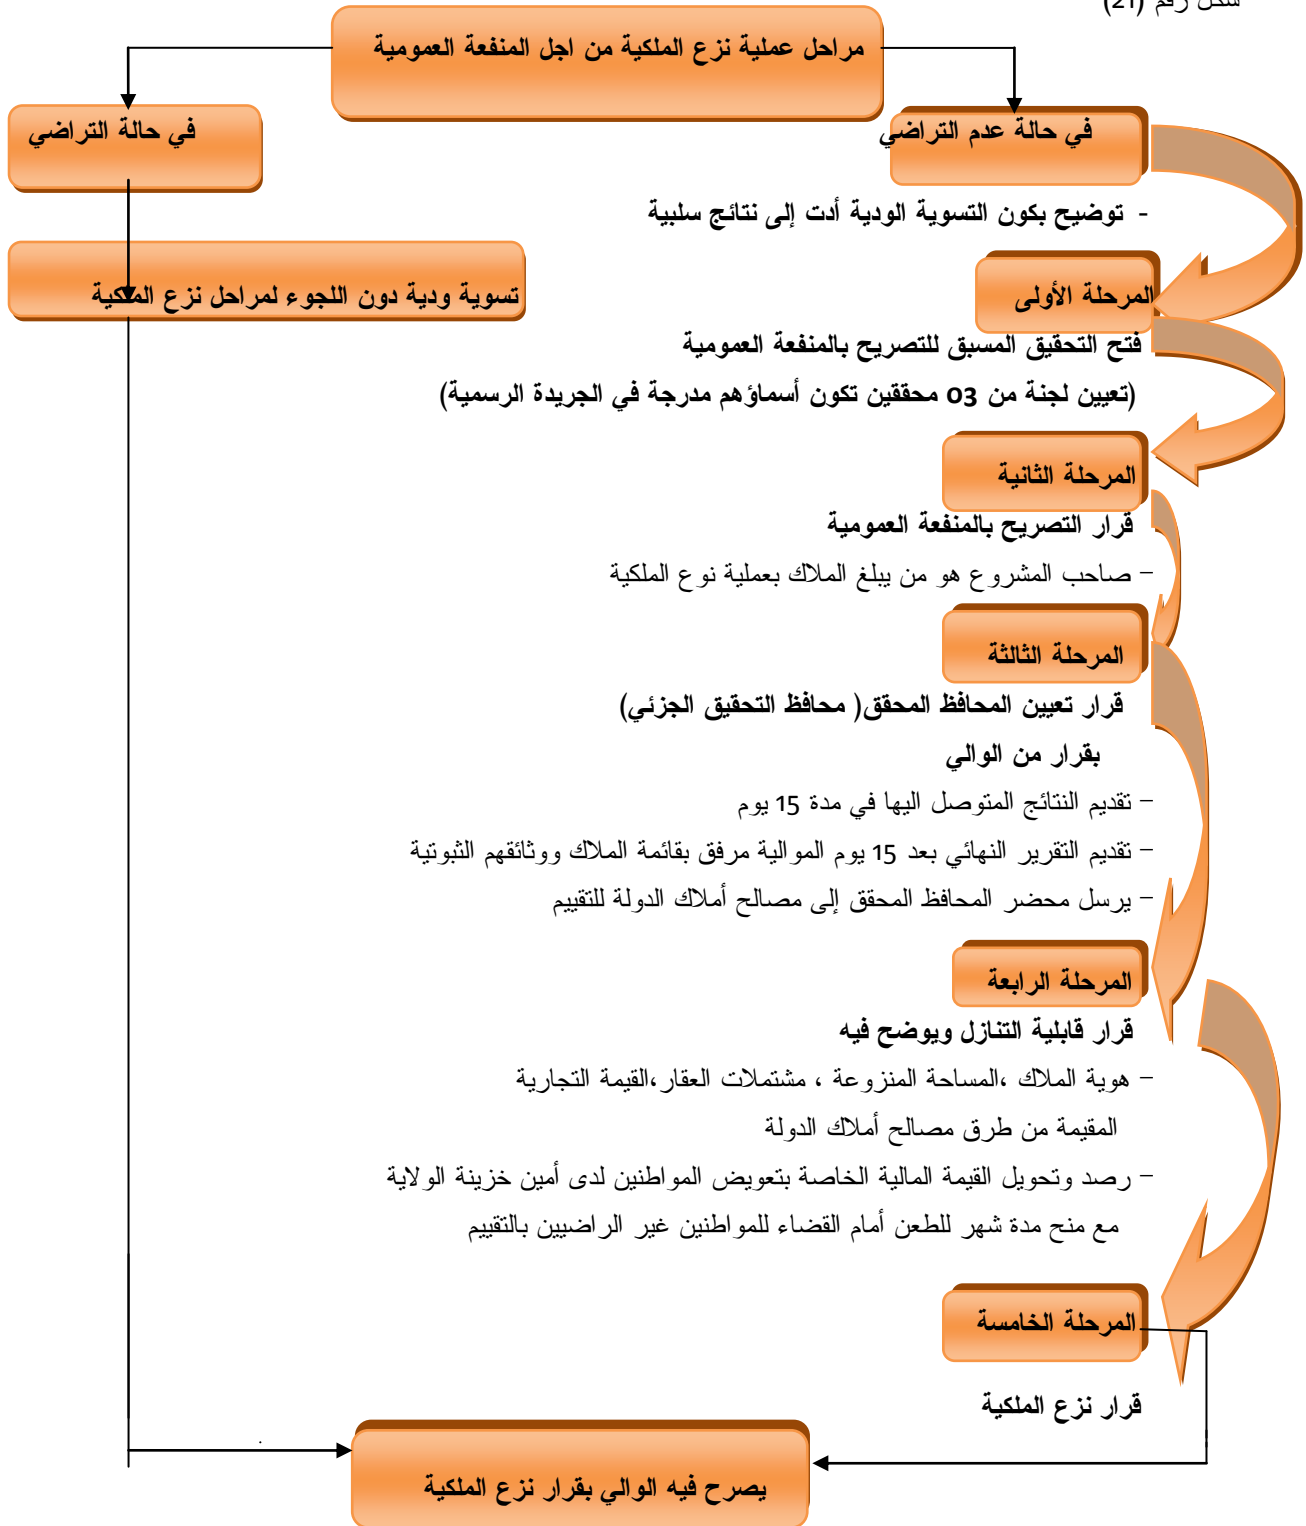 شكل رقم (21)
مراحل عملية نزع الملكية من اجل المنفعة العمومية
في حالة عدم التراضي
في حالة التراضي
- توضيح بكون التسوية الودية أدت إلى نتائج سلبية
تسوية ودية دون اللجوء لمراحل نزع الملكية
المرحلة الأولى
فتح التحقيق المسبق للتصريح بالمنفعة العمومية
(تعيين لجنة من 03 محققين تكون أسماؤهم مدرجة في الجريدة الرسمية)
المرحلة الثانية
قرار التصريح بالمنفعة العمومية
– صاحب المشروع هو من يبلغ الملاك بعملية نوع الملكية
المرحلة الثالثة
قرار تعيين المحافظ المحقق( محافظ التحقيق الجزئي)
بقرار من الوالي
– تقديم النتائج المتوصل اليها في مدة 15 يوم
– تقديم التقرير النهائي بعد 15 يوم الموالية مرفق بقائمة الملاك ووثائقهم الثبوتية
– يرسل محضر المحافظ المحقق إلى مصالح أملاك الدولة للتقييم
المرحلة الرابعة
قرار قابلية التنازل ويوضح فيه
– هوية الملاك ،المساحة المنزوعة ، مشتملات العقار،القيمة التجارية
المقيمة من طرق مصالح أملاك الدولة
– رصد وتحويل القيمة المالية الخاصة بتعويض المواطنين لدى أمين خزينة الولاية
مع منح مدة شهر للطعن أمام القضاء للمواطنين غير الراضيين بالتقييم
المرحلة الخامسة
قرار نزع الملكية
يصرح فيه الوالي بقرار نزع الملكية